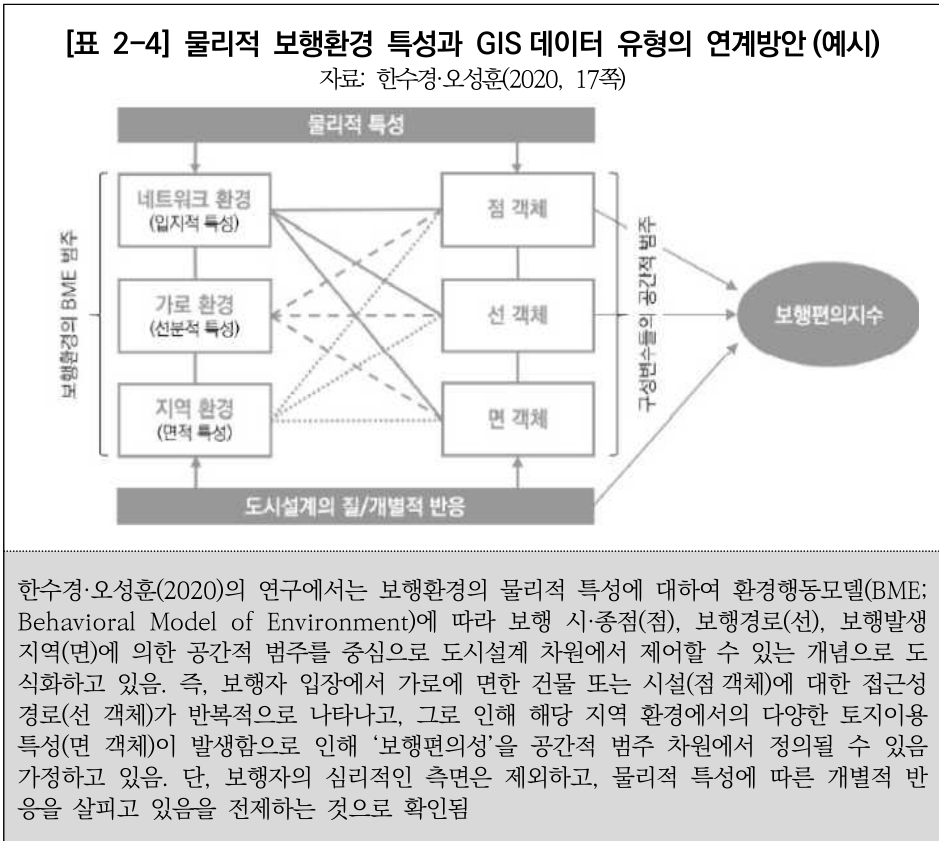 [표 2-4] 물리적 보행환경 특성과 GIS 데이터 유형의 연계방안(예시)
자료: 한수경·오성훈(2020, 17쪽)
물리적 특성
보행환경의 BME 범주
네트워크 환경
(입지적 특성)
가로 환경
(선분적 특성)
지역 환경
(면적 특성)
점 객체
선 객체
면 객체
구성변수들의 공간적 범주
보행편의지수
도시설계의 질/개별적 반응
한수경·오성훈(2020)의 연구에서는 보행환경의 물리적 특성에 대하여 환경행동모델(BME;
Behavioral Model of Environment)에 따라 보행 시·종점(점), 보행경로(선), 보행발생
지역(면)에 의한 공간적 범주를 중심으로 도시설계 차원에서 제어할 수 있는 개념으로 도
식화하고 있음. 즉, 보행자 입장에서 가로에 면한 건물 또는 시설(점 객체)에 대한 접근성
경로(선 객체)가 반복적으로 나타나고, 그로 인해 해당 지역 환경에서의 다양한 토지이용
특성(면 객체)이 발생함으로 인해 ‘보행편의성’을 공간적 범주 차원에서 정의될 수 있음
가정하고 있음. 단, 보행자의 심리적인 측면은 제외하고, 물리적 특성에 따른 개별적 반
응을 살피고 있음을 전제하는 것으로 확인됨